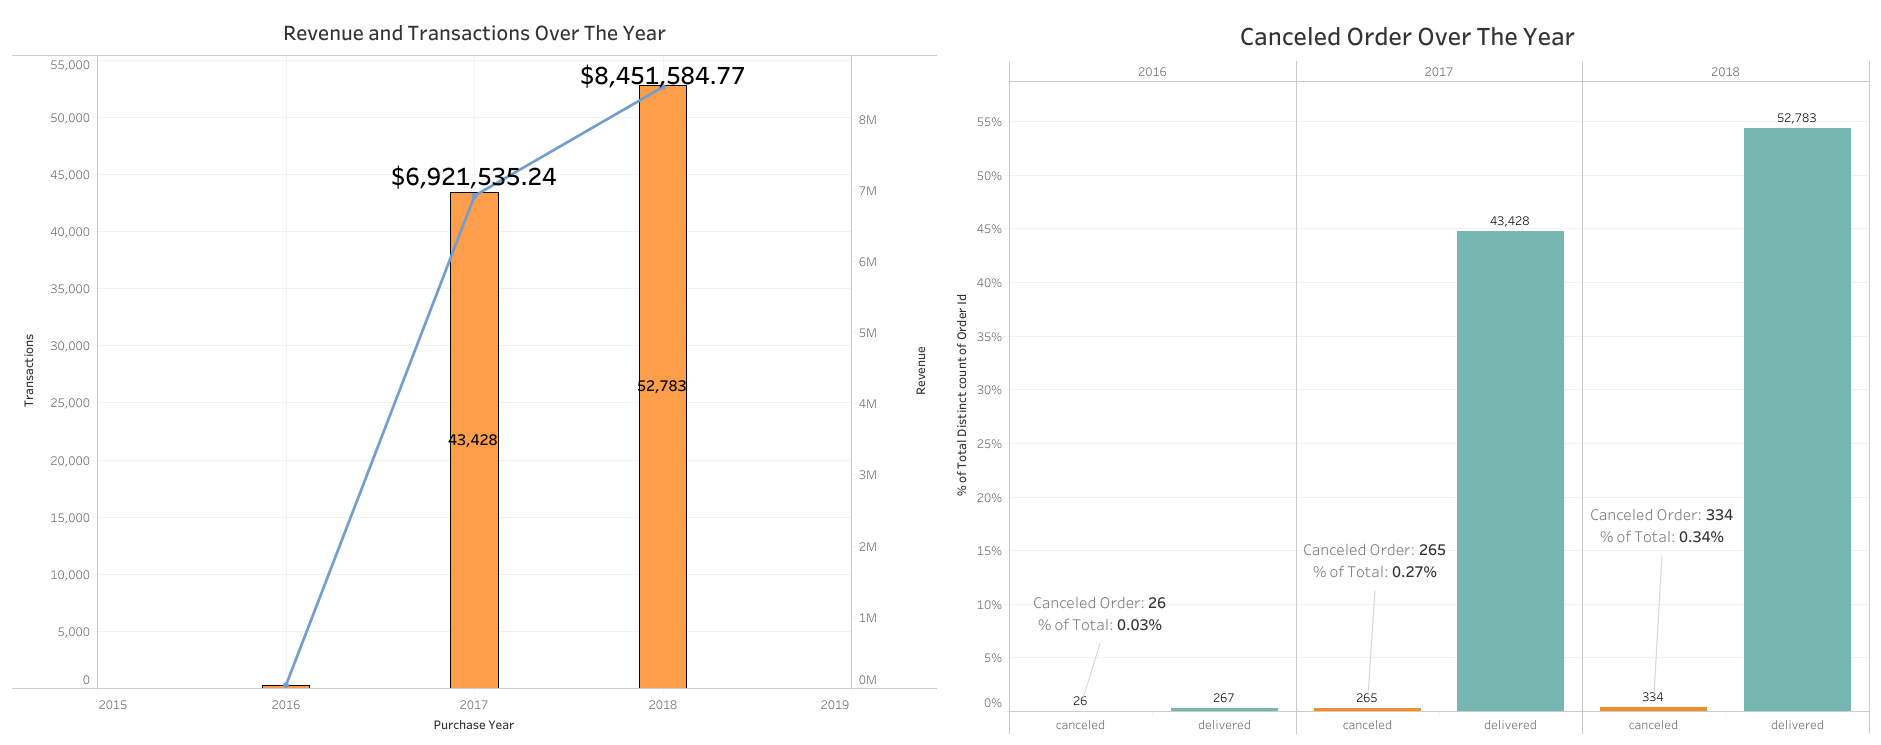 Revenue and Transactions Over The Year
55,000
50,000
45,000
40,000
35,000
30,000
25,000
20,000
15,000
10,000
5,000
0
Transactions
$8,451,584.77
$6,921,535.24
52,783
43,428
8M
7M
6M
5M
4M
3M
2M
1M
0M
Revenue
2015 2016 2017 2018 2019
Purchase Year
Canceled Order Over The Year
2016 2017 2018
55%
50%
45%
40%
35%
30%
25%
20%
15%
10%
5%
0%
% of Total Distinct count of Order Id
Canceled Order: 26
% of Total: 0.03%
26
267
Canceled Order: 265
% of Total: 0.27%
265
43,428
Canceled Order: 334
% of Total: 0.34%
334
52,783
canceled delivered canceled delivered canceled delivered